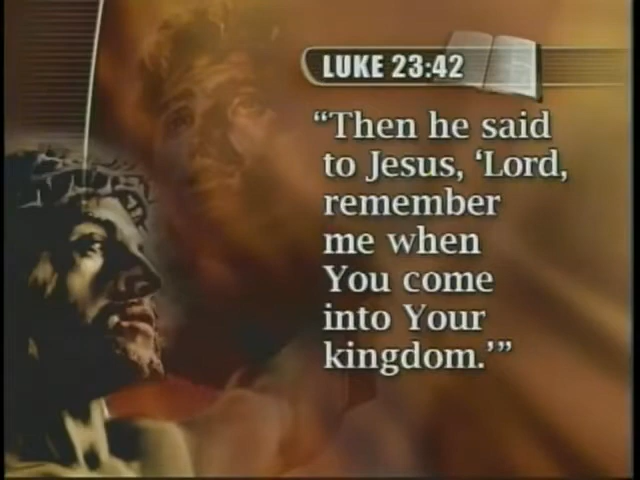 LUKE 23:42
“Then he said
to Jesus, ‘Lord,
remember
me when
You come
into Your
kingdom.’”